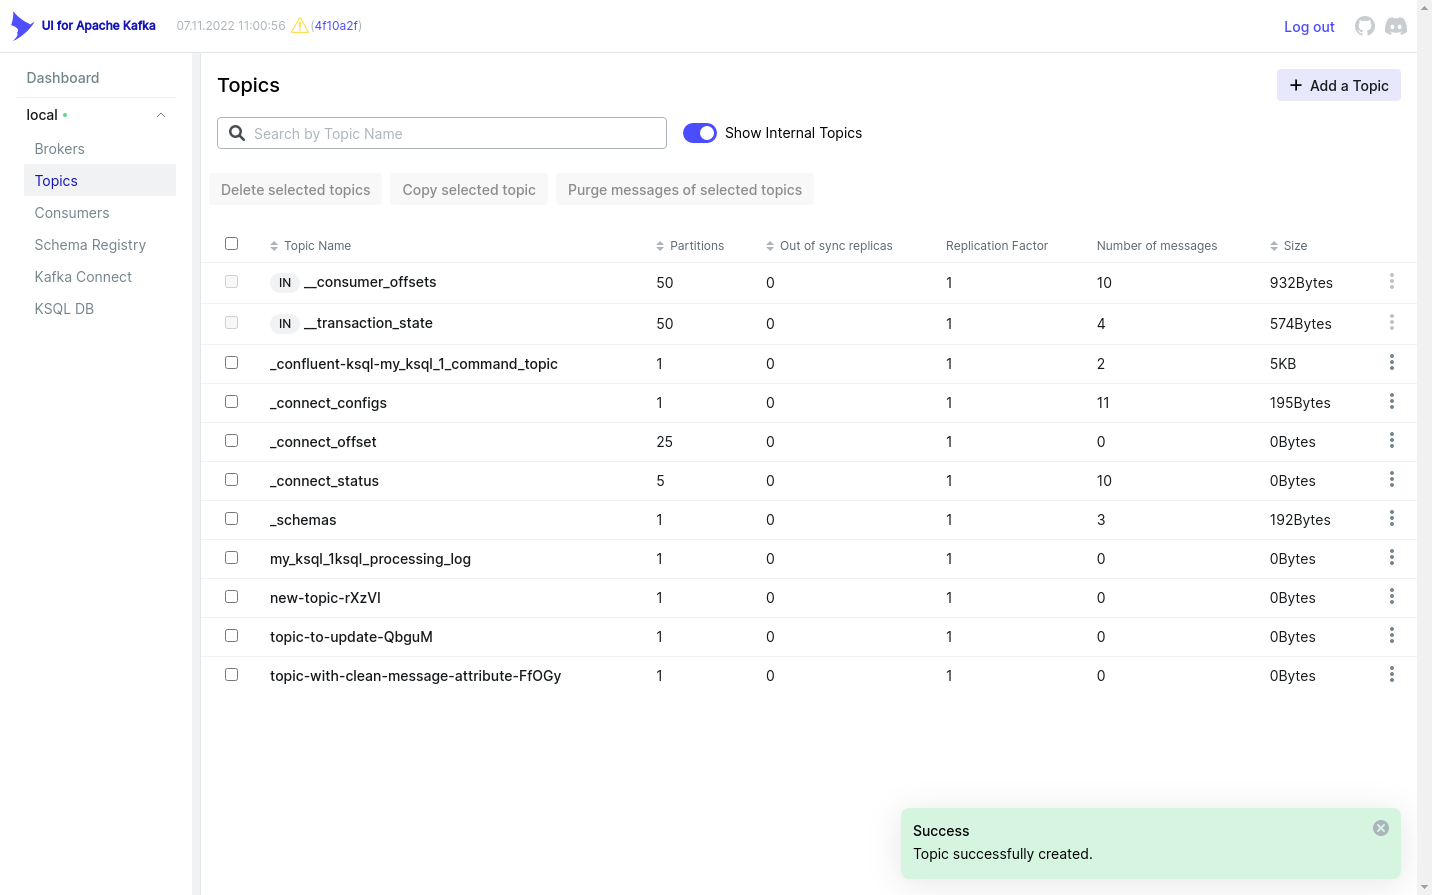 UI for Apache Kafka 07.11.2022 11:00:56 (4f10a2f) Log out
Dashboard
local
Brokers
Topics
Consumers
Schema Registry
Kafka Connect
KSQL DB
Topics
Add a Topic
Search by Topic Name
Show Internal Topics
Delete selected topics Copy selected topic Purge messages of selected topics
Topic Name Partitions Out of sync replicas Replication Factor Number of messages Size
IN __consumer_offsets 50 0 1 10 932Bytes
IN __transaction_state 50 0 1 4 574Bytes
_confluent-ksql-my_ksql_1_command_topic 1 0 1 2 5KB
_connect_configs 1 0 1 11 195Bytes
_connect_offset 25 0 1 0 0Bytes
_connect_status 5 0 1 10 0Bytes
_schemas 1 0 1 3 192Bytes
my_ksql_1ksql_processing_log 1 0 1 0 0Bytes
new-topic-rXzVI 1 0 1 0 0Bytes
topic-to-update-QbguM 1 0 1 0 0Bytes
topic-with-clean-message-attribute-FfOGy 1 0 1 0 0Bytes
Success
Topic successfully created.